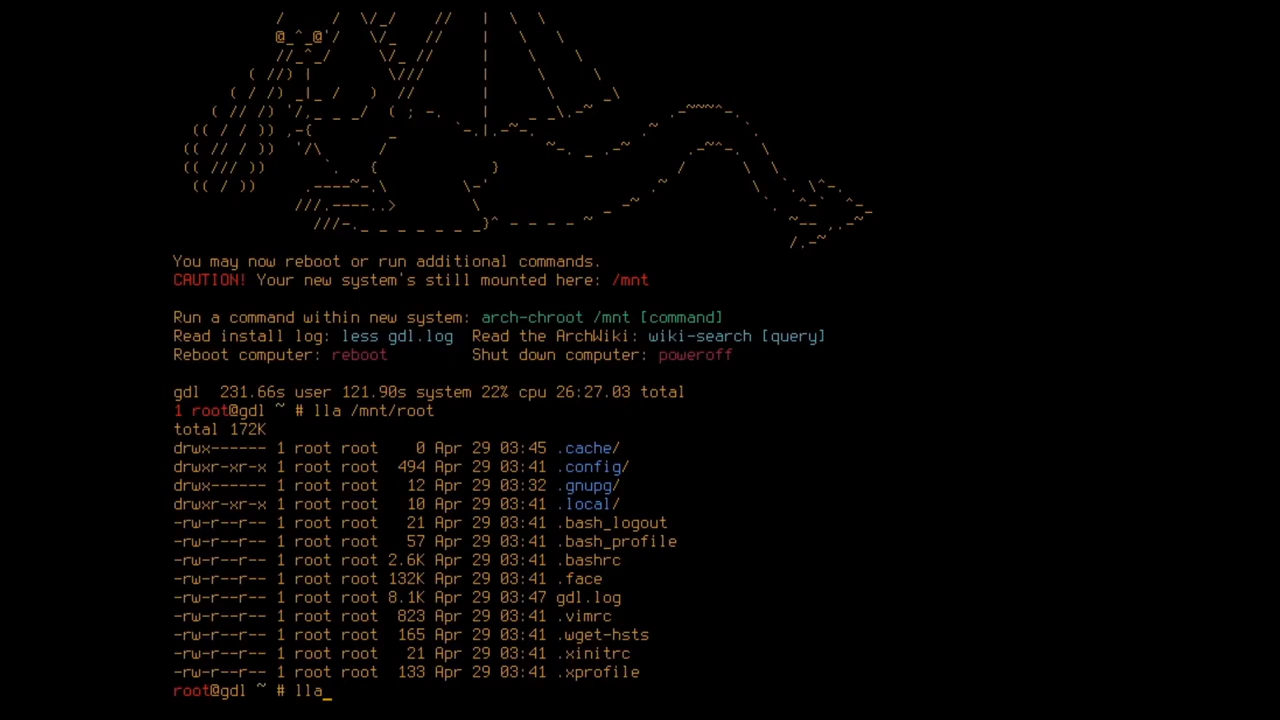 You may now reboot or run additional commands.
CAUTION! Your new system's still mounted here: /mnt
Run a command within new system: arch-chroot /mnt [command]
Read install log: less gdl.log  Read the ArchWiki: wiki-search [query]
Reboot computer: reboot         Shut down computer: poweroff
gdl  231.66s user 121.90s system 22% cpu 26:27.03 total
1 root@gdl ~ # lla /mnt/root
total 172K
drwx------ 1 root root    0 Apr 29 03:45 .cache/
drwxr-xr-x 1 root root  494 Apr 29 03:41 .config/
drwx------ 1 root root   12 Apr 29 03:32 .gnupg/
drwxr-xr-x 1 root root   10 Apr 29 03:41 .local/
-rw-r--r-- 1 root root   21 Apr 29 03:41 .bash_logout
-rw-r--r-- 1 root root   57 Apr 29 03:41 .bash_profile
-rw-r--r-- 1 root root 2.6K Apr 29 03:41 .bashrc
-rw-r--r-- 1 root root 132K Apr 29 03:41 .face
-rw-r--r-- 1 root root 8.1K Apr 29 03:47 gdl.log
-rw-r--r-- 1 root root  823 Apr 29 03:41 .vimrc
-rw-r--r-- 1 root root  165 Apr 29 03:41 .wget-hsts
-rw-r--r-- 1 root root   21 Apr 29 03:41 .xinitrc
-rw-r--r-- 1 root root  133 Apr 29 03:41 .xprofile
root@gdl ~ # lla_